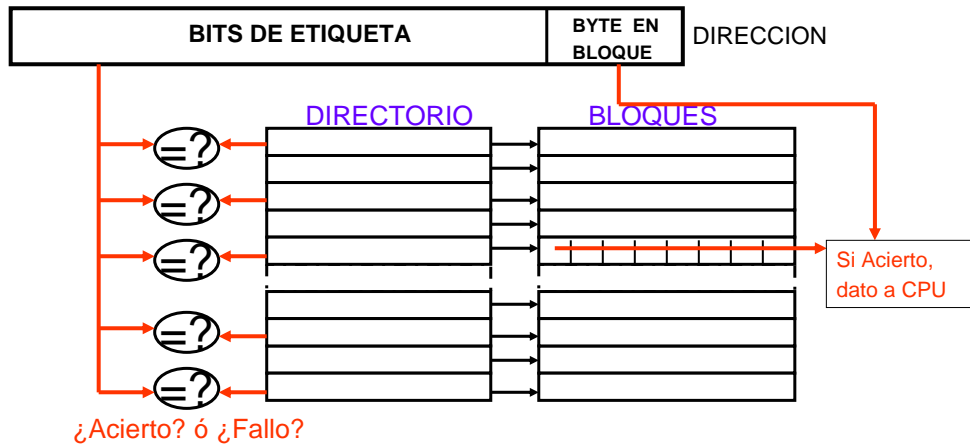 BITS DE ETIQUETA
BYTE EN
BLOQUE
DIRECCION
DIRECTORIO
BLOQUES
=?
=?
=?
=?
=?
Si Acierto,
dato a CPU
¿Acierto? ó ¿Fallo?